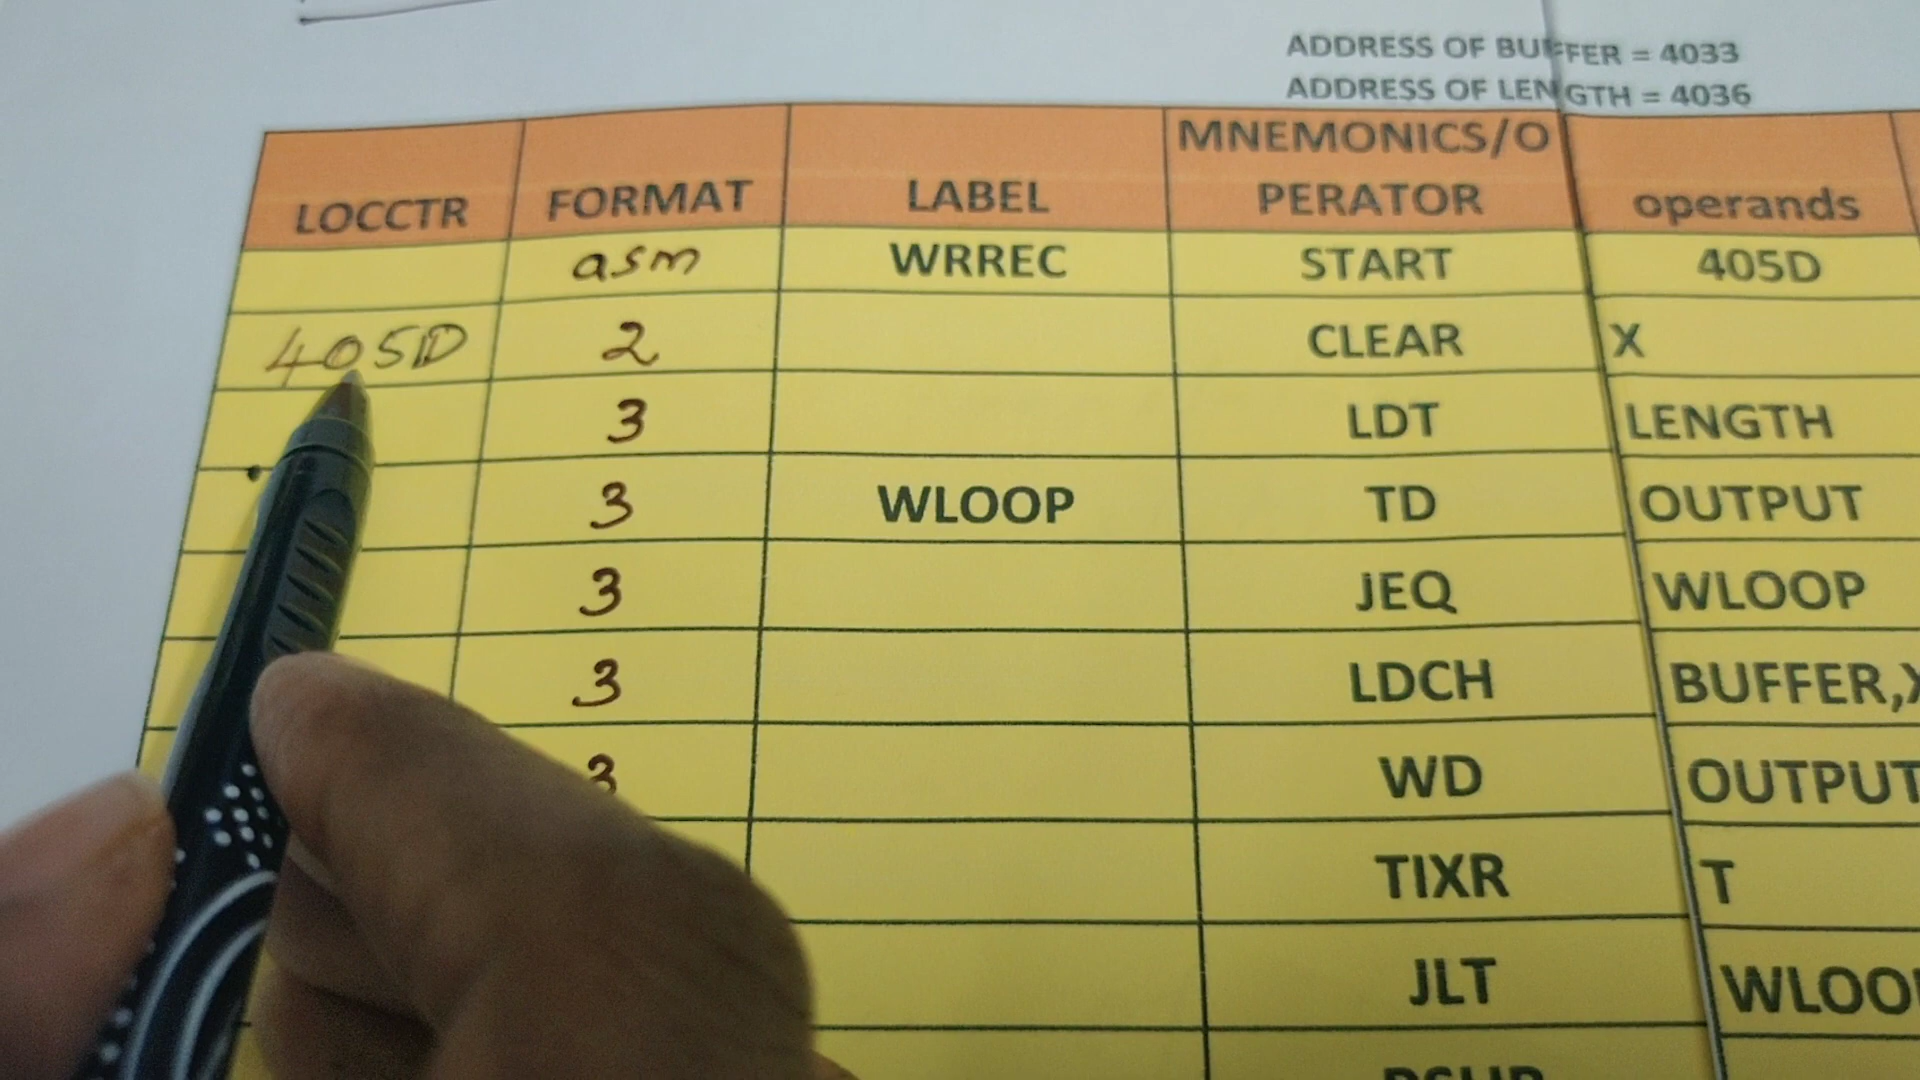 ADDRESS OF BUFFER = 4033
ADDRESS OF LENGTH = 4036
LOCCTR FORMAT LABEL MNEMONICS/OPERATOR operands
asm WRREC START 405D
405D 2 CLEAR X
3 LDT LENGTH
3 WLOOP TD OUTPUT
3 JEQ WLOOP
3 LDCH BUFFER,X
3 WD OUTPUT
TIXR T
JLT